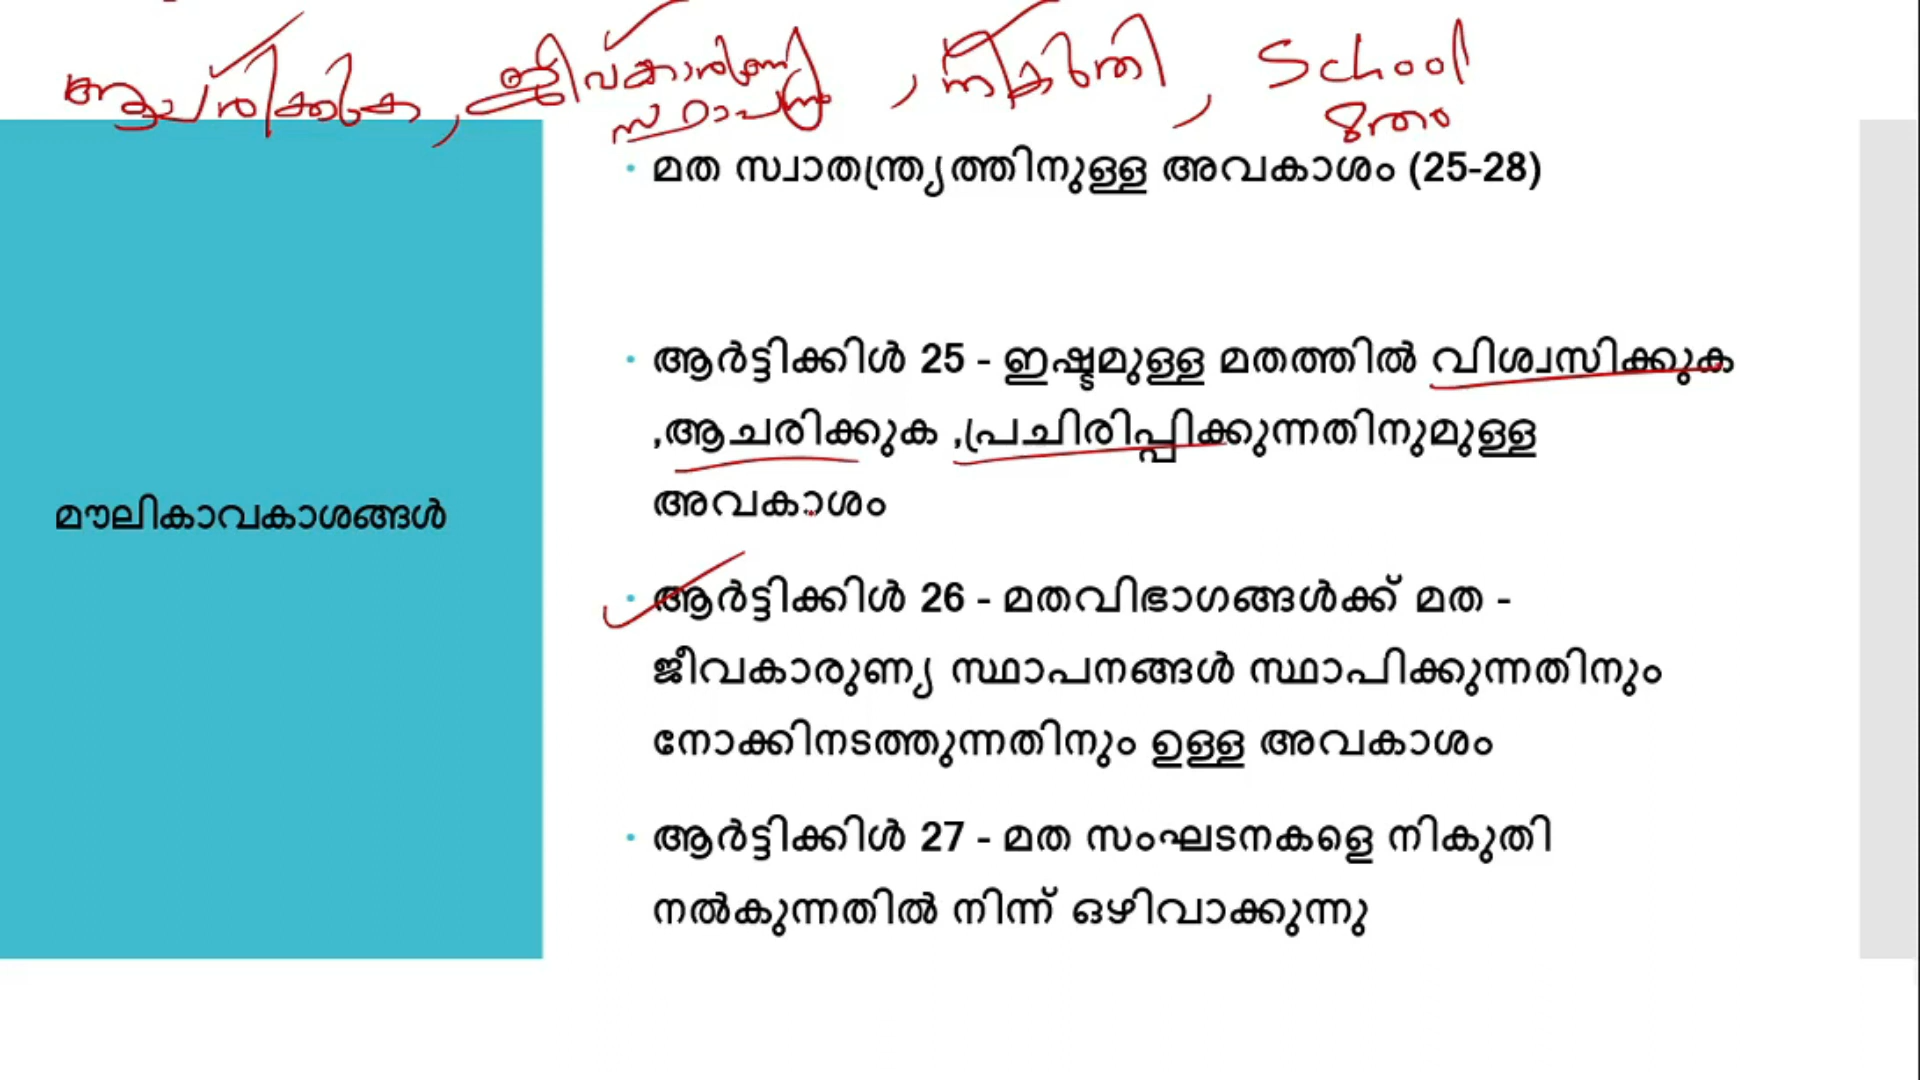 ആചരിക്കുക, ജീവകാരുണ്യ സ്ഥാപനം, നികുതി, School മതം
മത സ്വാതന്ത്ര്യത്തിനുള്ള അവകാശം (25-28)
ആർട്ടിക്കിൾ 25 - ഇഷ്ടമുള്ള മതത്തിൽ വിശ്വസിക്കുക
,ആചരിക്കുക ,പ്രചിരിപ്പിക്കുന്നതിനുമുള്ള
അവകാശം
മൗലികാവകാശങ്ങൾ
ആർട്ടിക്കിൾ 26 - മതവിഭാഗങ്ങൾക്ക് മത -
ജീവകാരുണ്യ സ്ഥാപനങ്ങൾ സ്ഥാപിക്കുന്നതിനും
നോക്കിനടത്തുന്നതിനും ഉള്ള അവകാശം
ആർട്ടിക്കിൾ 27 - മത സംഘടനകളെ നികുതി
നൽകുന്നതിൽ നിന്ന് ഒഴിവാക്കുന്നു